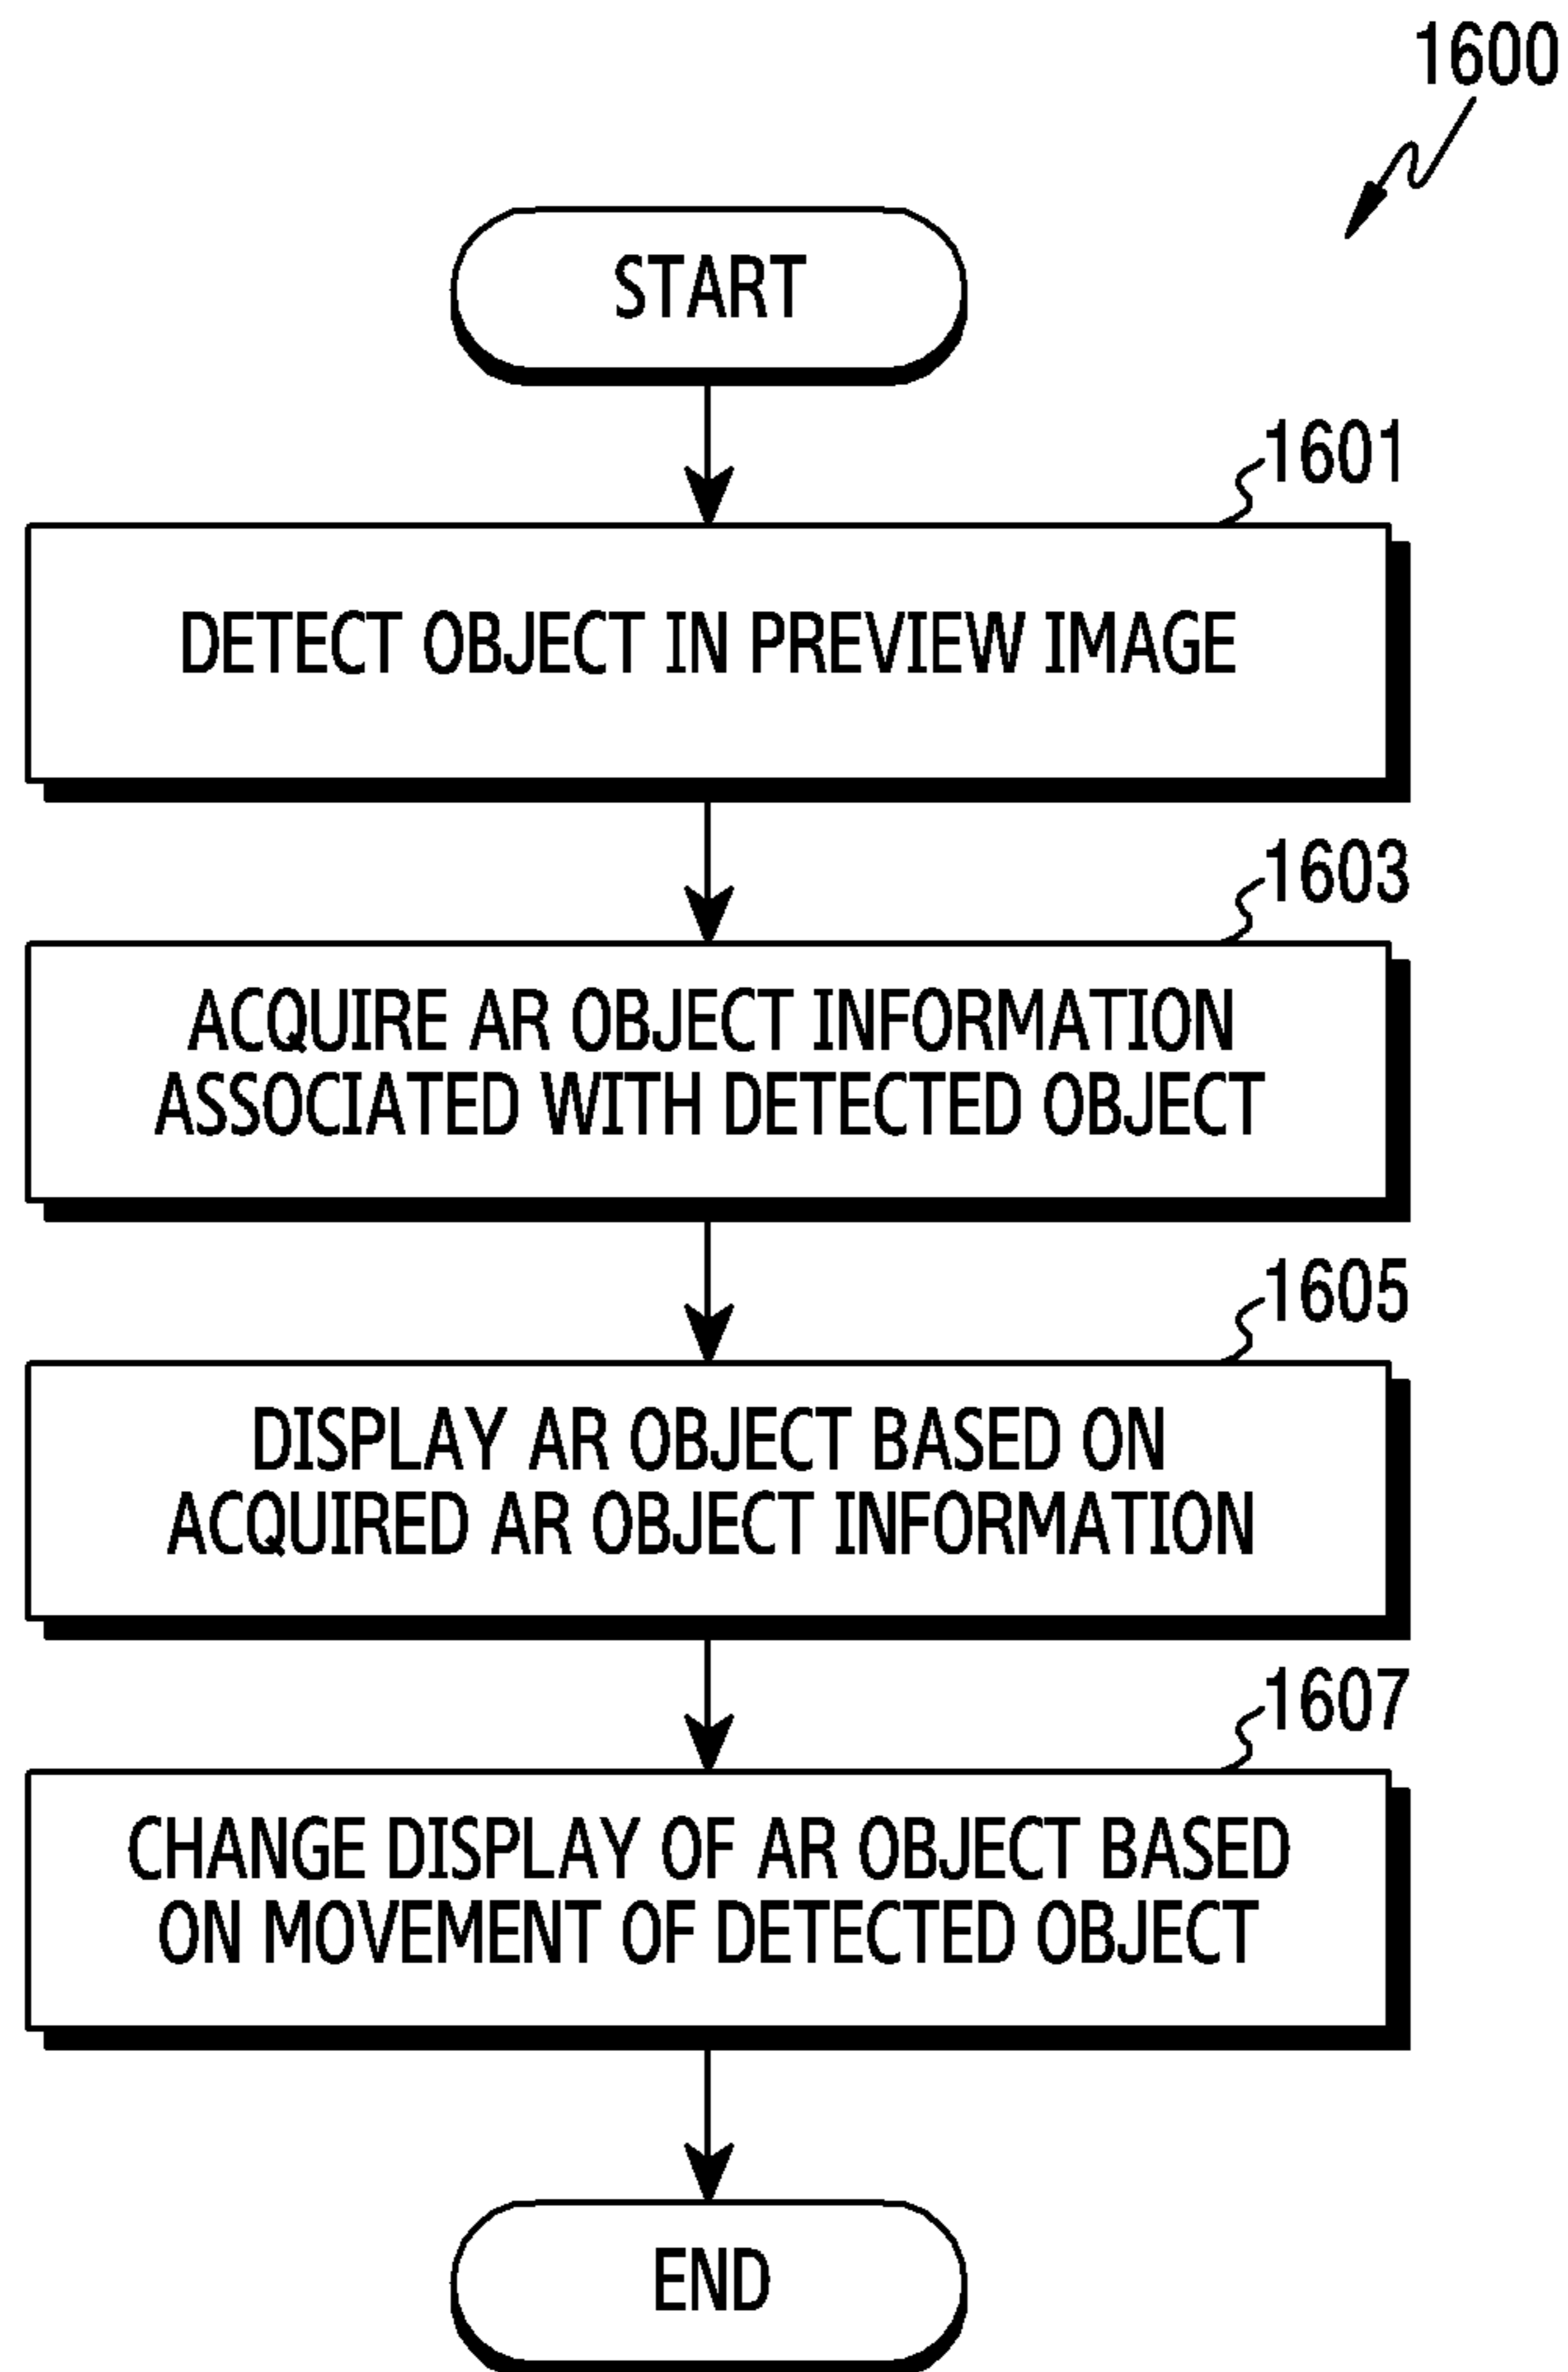 1600
START
1601
DETECT OBJECT IN PREVIEW IMAGE
1603
ACQUIRE AR OBJECT INFORMATION
ASSOCIATED WITH DETECTED OBJECT
1605
DISPLAY AR OBJECT BASED ON
ACQUIRED AR OBJECT INFORMATION
1607
CHANGE DISPLAY OF AR OBJECT BASED
ON MOVEMENT OF DETECTED OBJECT
END